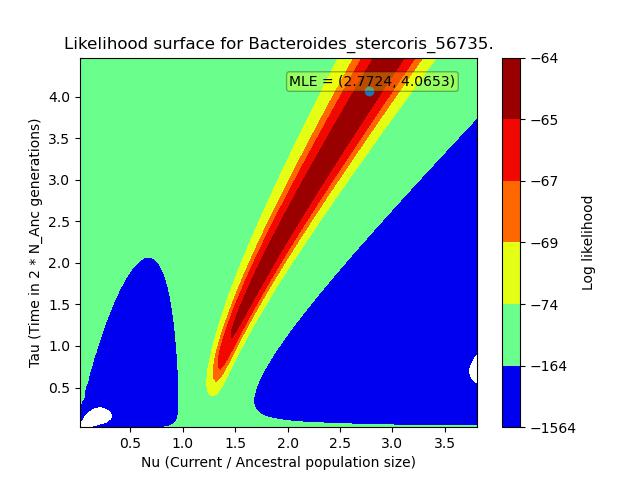 Likelihood surface for Bacteroides_stercoris_56735.
MLE = (2.7724, 4.0653)
Tau (Time in 2 * N_Anc generations)
4.0
3.5
3.0
2.5
2.0
1.5
1.0
0.5
0.5 1.0 1.5 2.0 2.5 3.0 3.5
Nu (Current / Ancestral population size)
−64
−65
−67
−69
−74
−164
−1564
Log likelihood